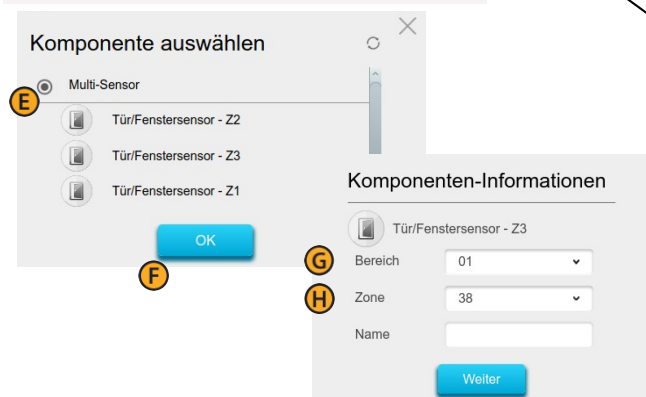 Komponente auswählen
Multi-Sensor
E
Tür/Fenstersensor - Z2
Tür/Fenstersensor - Z3
Tür/Fenstersensor - Z1
OK
F
Komponenten-Informationen
Tür/Fenstersensor - Z3
G Bereich 01
H Zone 38
Name
Weiter